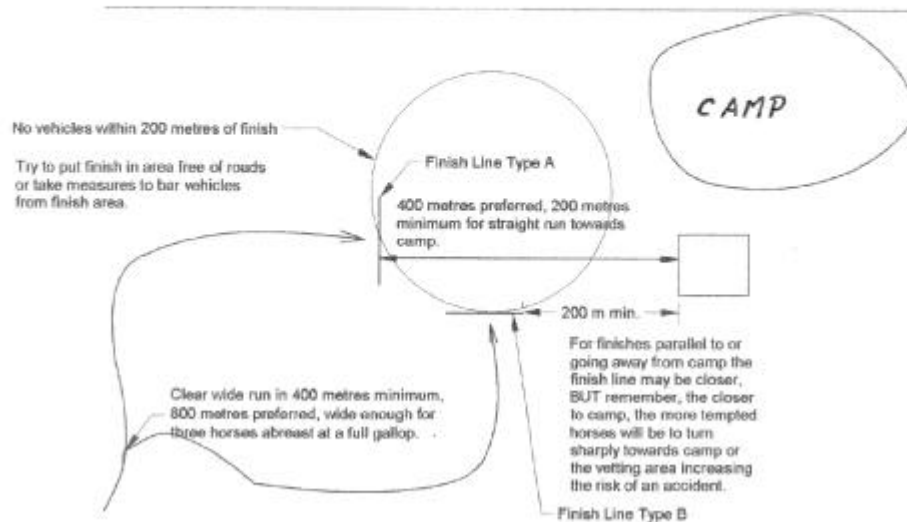 CAMP
No vehicles within 200 metres of finish
Try to put finish in area free of roads
or take measures to bar vehicles
from finish area.
Finish Line Type A
400 metres preferred, 200 metres
minimum for straight run towards
camp.
200 m min.
For finishes parallel to or
going away from camp the
finish line may be closer,
BUT remember, the closer
to camp, the more tempted
horses will be to turn
sharply towards camp or
the vetting area increasing
the risk of an accident.
Clear wide run in 400 metres minimum,
800 metres preferred, wide enough for
three horses abreast at a full gallop.
Finish Line Type B